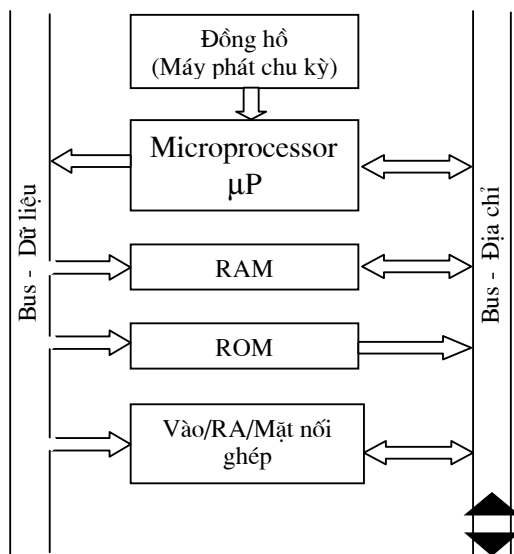 Đồng hồ
(Máy phát chu kỳ)
Microprocessor
µP
RAM
ROM
Vào/RA/Mặt nối
ghép
Bus - Dữ liệu
Bus - Địa chỉ